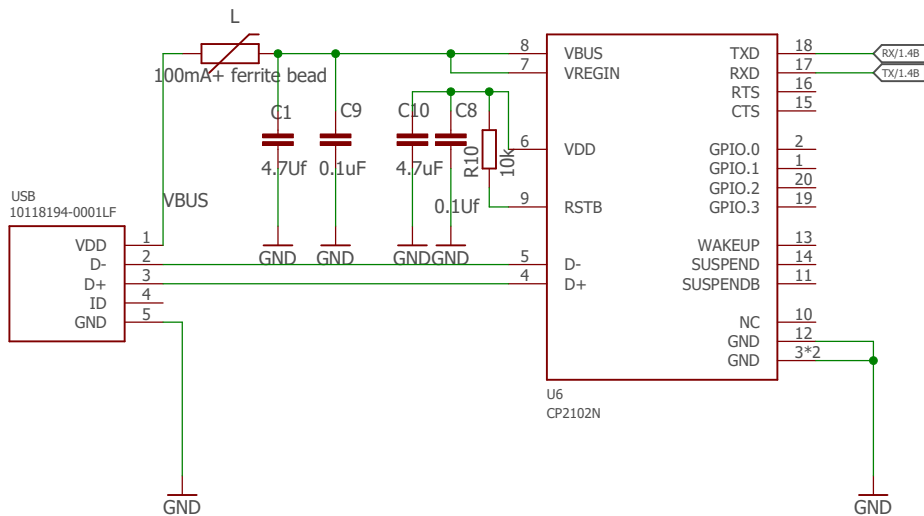 L
100mA+ ferrite bead
C1
4.7Uf
C9
0.1uF
C10
4.7uF
C8
0.1Uf
R10
10k
GND
GND
GND
GND
USB
10118194-0001LF
VBUS
VDD 1
D- 2
D+ 3
ID 4
GND 5
GND
8 VBUS
7 VREGIN
6 VDD
9 RSTB
5 D-
4 D+
TXD 18
RXD 17
RTS 16
CTS 15
GPIO.0 2
GPIO.1 1
GPIO.2 20
GPIO.3 19
WAKEUP 13
SUSPEND 14
SUSPENDB 11
NC 10
GND 12
GND 3*2
RX/1.4B
TX/1.4B
U6
CP2102N
GND